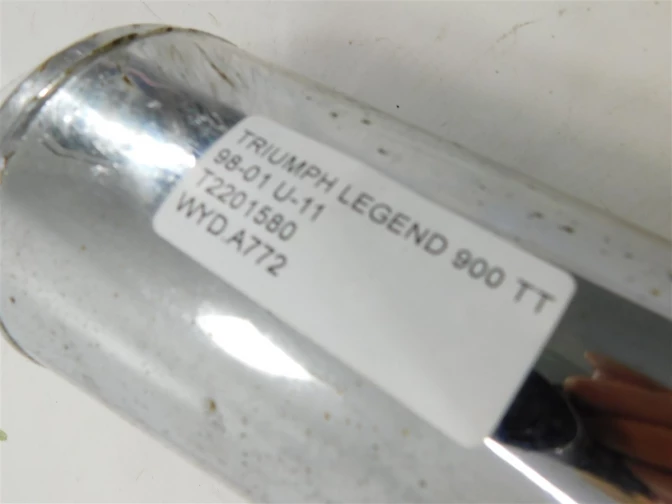 TRIUMPH LEGEND 900 TT
98-01 U-11
T2201580
WYD.A772